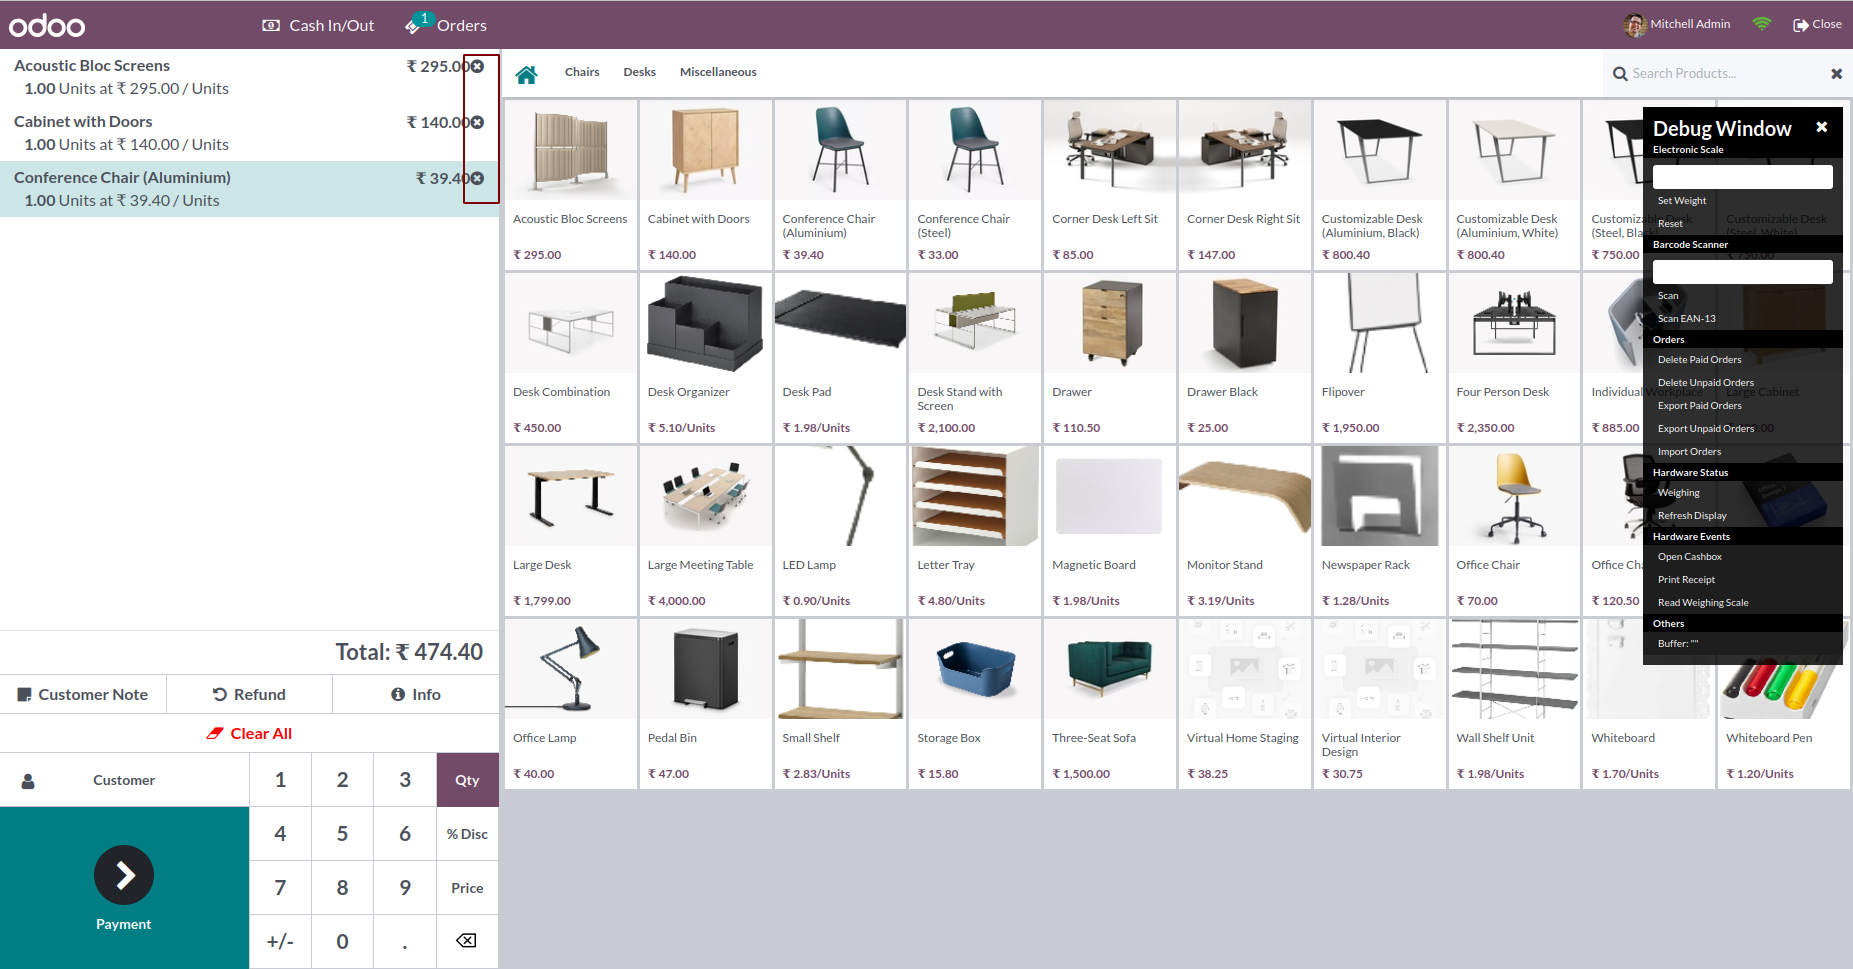 odoo
Cash In/Out
1
Orders
Mitchell Admin
Close
Acoustic Bloc Screens
₹ 295.00
1.00 Units at ₹ 295.00 / Units
Cabinet with Doors
₹ 140.00
1.00 Units at ₹ 140.00 / Units
Conference Chair (Aluminium)
₹ 39.40
1.00 Units at ₹ 39.40 / Units
Total: ₹ 474.40
Customer Note
Refund
Info
Clear All
Customer
1 2 3 Qty
4 5 6 % Disc
7 8 9 Price
+/- 0 .
Payment
Chairs
Desks
Miscellaneous
Search Products...
Acoustic Bloc Screens
₹ 295.00
Cabinet with Doors
₹ 140.00
Conference Chair
(Aluminium)
₹ 39.40
Conference Chair
(Steel)
₹ 33.00
Corner Desk Left Sit
₹ 85.00
Corner Desk Right Sit
₹ 147.00
Customizable Desk
(Aluminium, Black)
₹ 800.40
Customizable Desk
(Aluminium, White)
₹ 800.40
Customizable Desk
(Steel, Black)
₹ 750.00
Customizable Desk
(Steel, White)
₹ 750.00
Desk Combination
₹ 450.00
Desk Organizer
₹ 5.10/Units
Desk Pad
₹ 1.98/Units
Desk Stand with
Screen
₹ 2,100.00
Drawer
₹ 110.50
Drawer Black
₹ 25.00
Flipover
₹ 1,950.00
Four Person Desk
₹ 2,350.00
Individual Workplace
₹ 885.00
Large Cabinet
Large Desk
₹ 1,799.00
Large Meeting Table
₹ 4,000.00
LED Lamp
₹ 0.90/Units
Letter Tray
₹ 4.80/Units
Magnetic Board
₹ 1.98/Units
Monitor Stand
₹ 3.19/Units
Newspaper Rack
₹ 1.28/Units
Office Chair
₹ 70.00
Office Cha
₹ 120.50
Office Lamp
₹ 40.00
Pedal Bin
₹ 47.00
Small Shelf
₹ 2.83/Units
Storage Box
₹ 15.80
Three-Seat Sofa
₹ 1,500.00
Virtual Home Staging
₹ 38.25
Virtual Interior
Design
₹ 30.75
Wall Shelf Unit
₹ 1.98/Units
Whiteboard
₹ 1.70/Units
Whiteboard Pen
₹ 1.20/Units
Debug Window
Electronic Scale
Set Weight
Reset
Barcode Scanner
Scan
Scan EAN-13
Orders
Delete Paid Orders
Delete Unpaid Orders
Export Paid Orders
Export Unpaid Orders
Import Orders
Hardware Status
Weighing
Refresh Display
Hardware Events
Open Cashbox
Print Receipt
Read Weighing Scale
Others
Buffer: ""